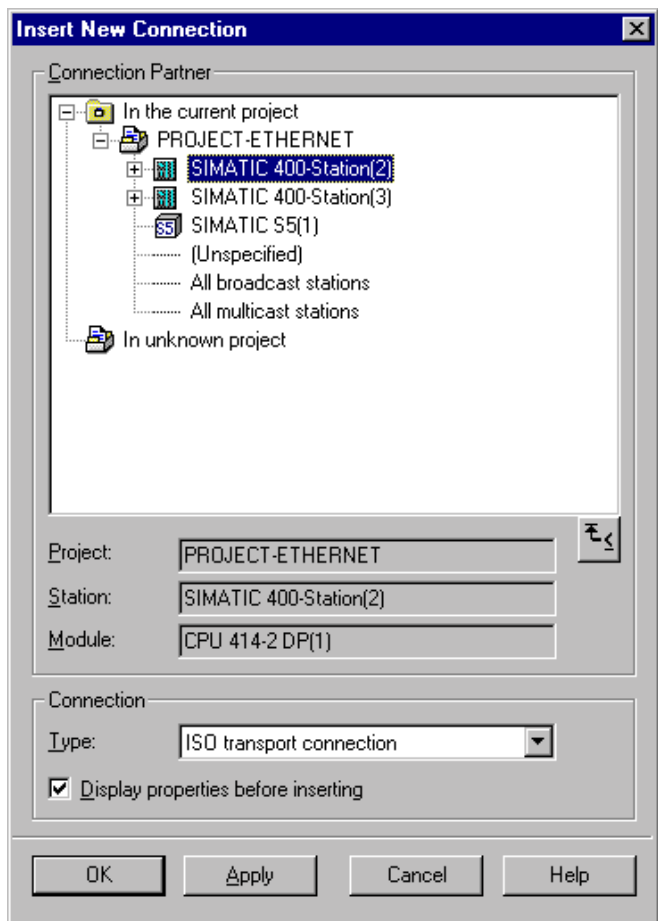 Insert New Connection
Connection Partner
In the current project
PROJECT-ETHERNET
SIMATIC 400-Station(2)
SIMATIC 400-Station(3)
S5 SIMATIC S5(1)
(Unspecified)
All broadcast stations
All multicast stations
In unknown project
Project: PROJECT-ETHERNET
Station: SIMATIC 400-Station(2)
Module: CPU 414-2 DP(1)
Connection
Type: ISO transport connection
Display properties before inserting
OK Apply Cancel Help